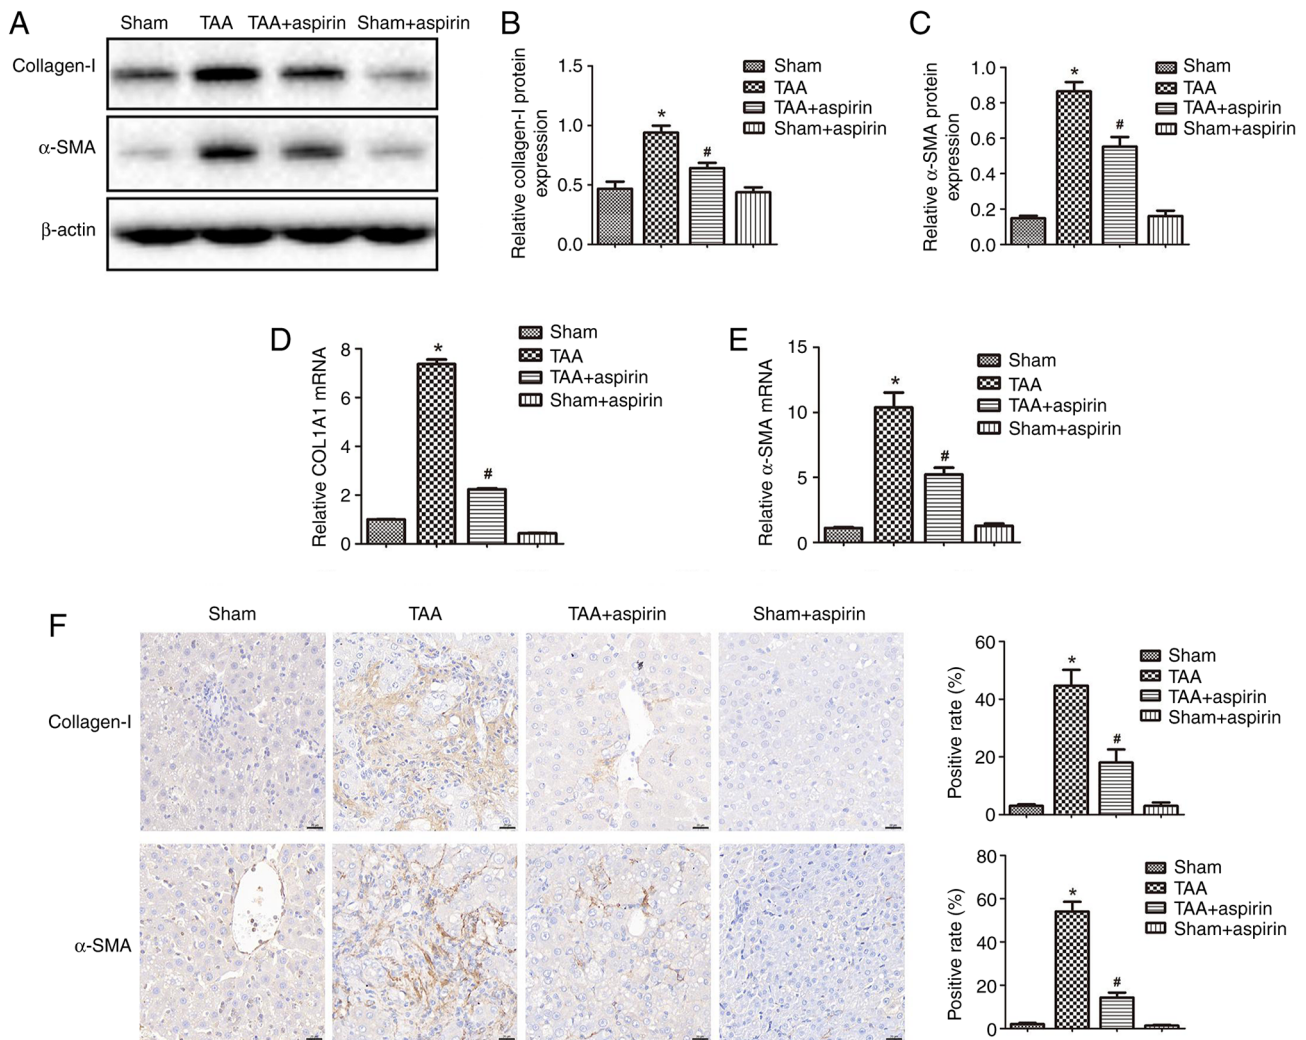 A
Sham TAA TAA+aspirin Sham+aspirin
Collagen-I
α-SMA
β-actin
B
Relative collagen-I protein
expression
1.5
1.0
0.5
0.0
*
#
Sham
TAA
TAA+aspirin
Sham+aspirin
C
Relative α-SMA protein
expression
1.0
0.8
0.6
0.4
0.2
0.0
*
#
Sham
TAA
TAA+aspirin
Sham+aspirin
D
Relative COL1A1 mRNA
8
6
4
2
0
*
#
Sham
TAA
TAA+aspirin
Sham+aspirin
E
Relative α-SMA mRNA
15
10
5
0
*
#
Sham
TAA
TAA+aspirin
Sham+aspirin
F
Sham TAA TAA+aspirin Sham+aspirin
Collagen-I
α-SMA
Positive rate (%)
60
40
20
0
*
#
Sham
TAA
TAA+aspirin
Sham+aspirin
Positive rate (%)
80
60
40
20
0
*
#
Sham
TAA
TAA+aspirin
Sham+aspirin